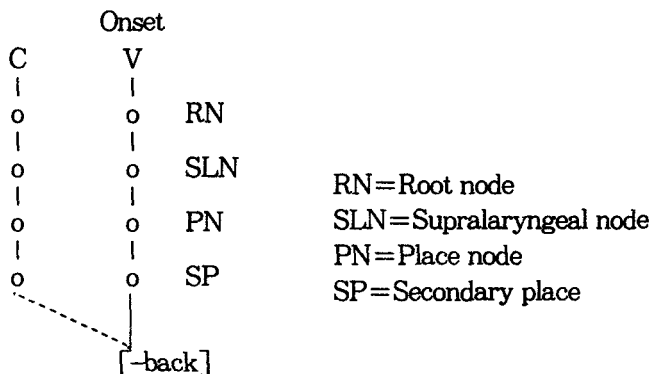 Onset
C V
o o RN
o o SLN
o o PN
o o SP
[-back]
RN=Root node
SLN=Supralaryngeal node
PN=Place node
SP=Secondary place